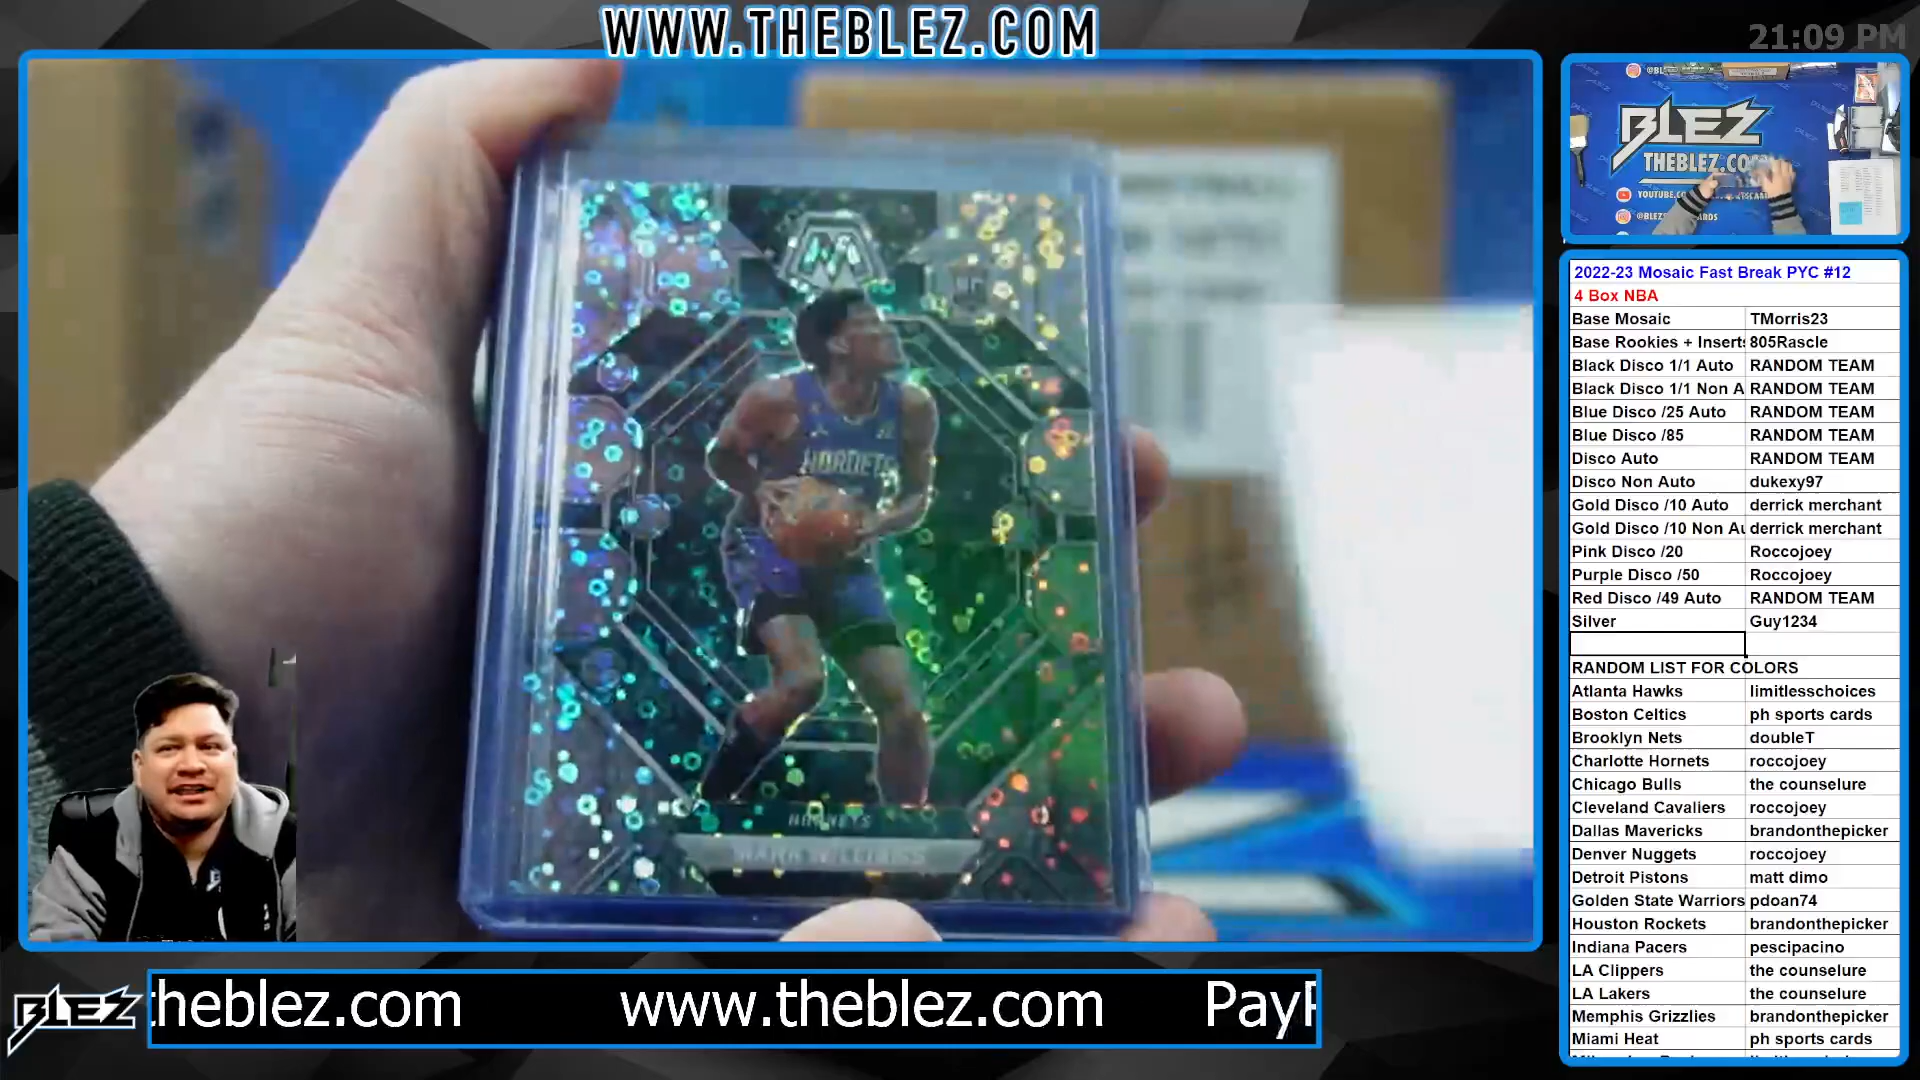 WWW.THEBLEZ.COM
21:09 PM
BLEZ
THEBLEZ.CO
YOUTUBE.CO
@BLEZ
HORNETS
HORNETS
2022-23 Mosaic Fast Break PYC #12
4 Box NBA
Base Mosaic TMorris23
Base Rookies + Insert 805Rascle
Black Disco 1/1 Auto RANDOM TEAM
Black Disco 1/1 Non A RANDOM TEAM
Blue Disco /25 Auto RANDOM TEAM
Blue Disco /85 RANDOM TEAM
Disco Auto RANDOM TEAM
Disco Non Auto dukexy97
Gold Disco /10 Auto derrick merchant
Gold Disco /10 Non Au derrick merchant
Pink Disco /20 Roccojoey
Purple Disco /50 Roccojoey
Red Disco /49 Auto RANDOM TEAM
Silver Guy1234
RANDOM LIST FOR COLORS
Atlanta Hawks limitlesschoices
Boston Celtics ph sports cards
Brooklyn Nets doubleT
Charlotte Hornets roccojoey
Chicago Bulls the counselure
Cleveland Cavaliers roccojoey
Dallas Mavericks brandonthepicker
Denver Nuggets roccojoey
Detroit Pistons matt dimo
Golden State Warriors pdoan74
Houston Rockets brandonthepicker
Indiana Pacers pescipacino
LA Clippers the counselure
LA Lakers the counselure
Memphis Grizzlies brandonthepicker
Miami Heat ph sports cards
BLEZ
theblez.com www.theblez.com PayP